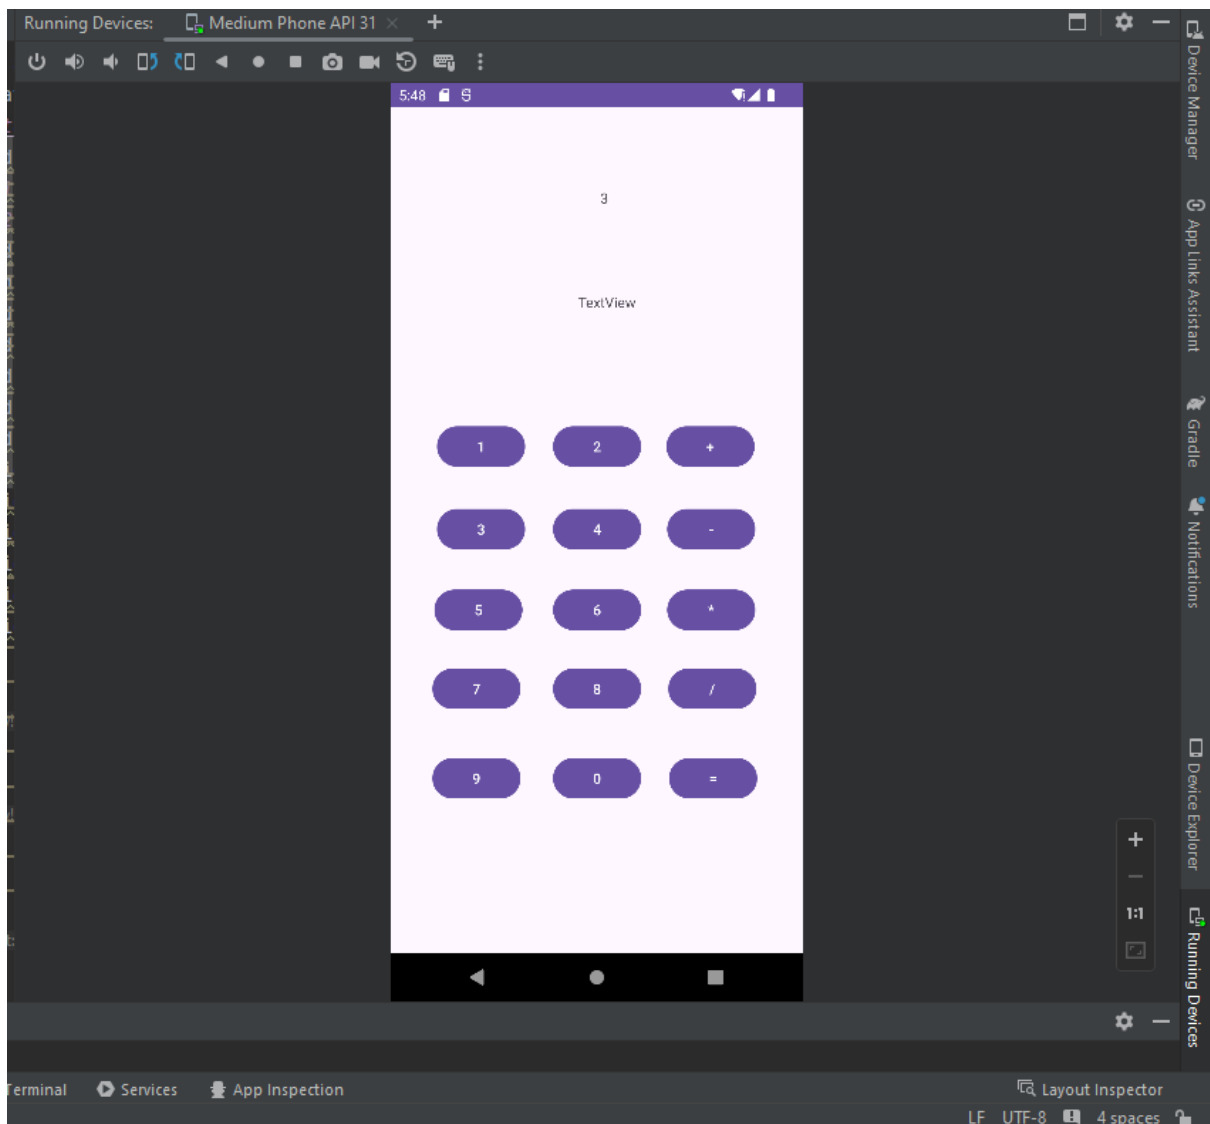 Running Devices:
Medium Phone API 31
5:48
3
TextView
1 2 +
3 4 -
5 6 *
7 8 /
9 0 =
1:1
Device Manager
App Links Assistant
Gradle
Notifications
Device Explorer
Running Devices
Terminal Services App Inspection Layout Inspector
LF UTF-8 4 spaces